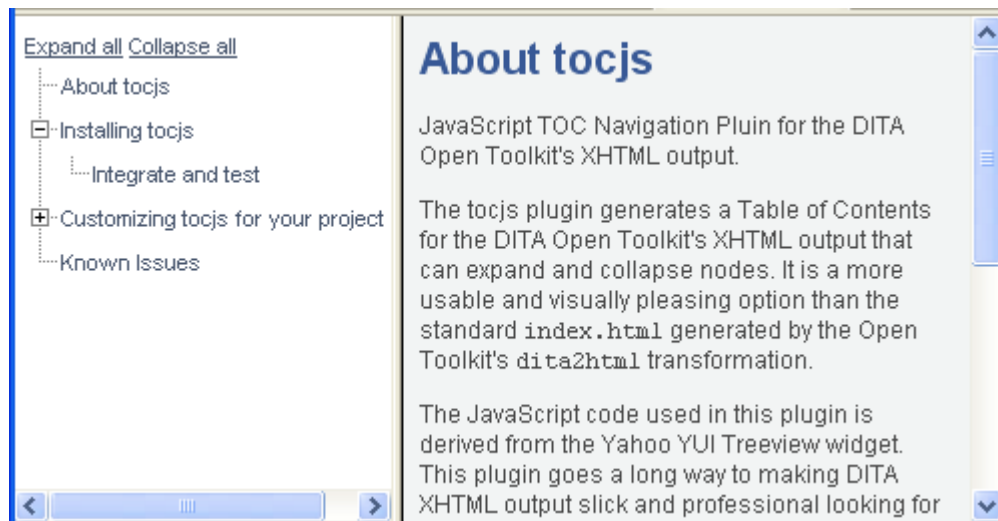 Expand all Collapse all
About tocjs
Installing tocjs
Integrate and test
Customizing tocjs for your project
Known Issues
About tocjs
JavaScript TOC Navigation Pluin for the DITA
Open Toolkit's XHTML output.
The tocjs plugin generates a Table of Contents
for the DITA Open Toolkit's XHTML output that
can expand and collapse nodes. It is a more
usable and visually pleasing option than the
standard index.html generated by the Open
Toolkit's dita2html transformation.
The JavaScript code used in this plugin is
derived from the Yahoo YUI Treeview widget.
This plugin goes a long way to making DITA
XHTML output slick and professional looking for